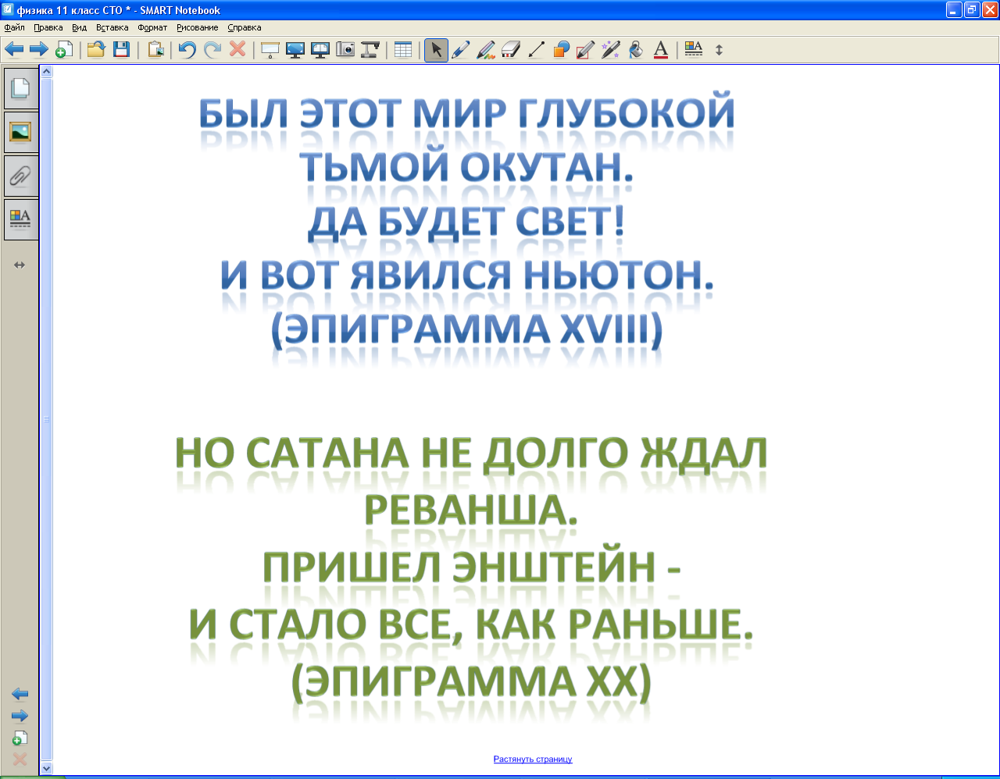 физика 11 класс СТО * - SMART Notebook
Файл Правка Вид Вставка Формат Рисование Справка
БЫЛ ЭТОТ МИР ГЛУБОКОЙ
ТЬМОЙ ОКУТАН.
ДА БУДЕТ СВЕТ!
И ВОТ ЯВИЛСЯ НЬЮТОН.
(ЭПИГРАММА XVIII)
НО САТАНА НЕ ДОЛГО ЖДАЛ
РЕВАНША.
ПРИШЕЛ ЭНШТЕЙН -
И СТАЛО ВСЕ, КАК РАНЬШЕ.
(ЭПИГРАММА XX)
Растянуть страницу